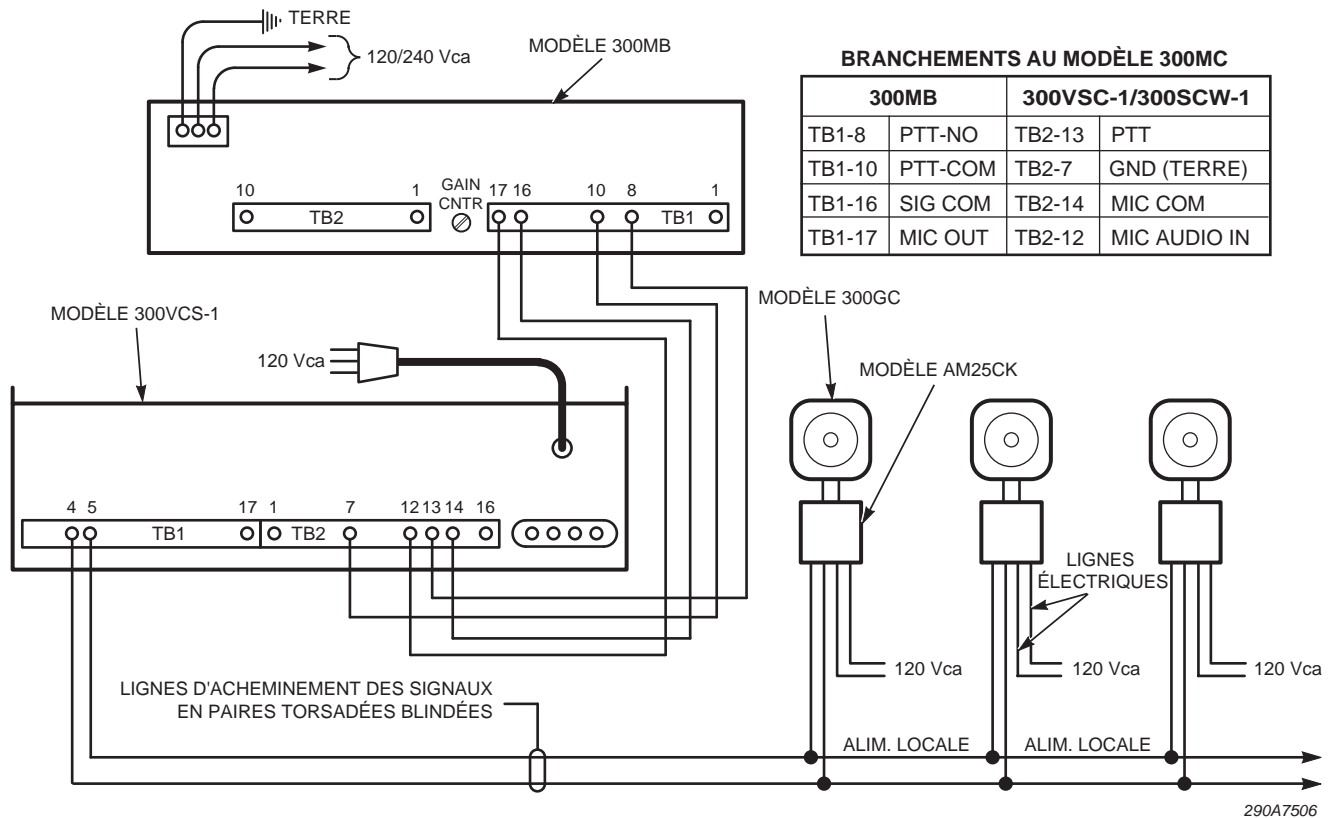 TERRE
120/240 Vca
MODÈLE 300MB
10 1 GAIN CNTR 17 16 10 8 1
TB2 TB1
BRANCHEMENTS AU MODÈLE 300MC
300MB 300VSC-1/300SCW-1
TB1-8 PTT-NO TB2-13 PTT
TB1-10 PTT-COM TB2-7 GND (TERRE)
TB1-16 SIG COM TB2-14 MIC COM
TB1-17 MIC OUT TB2-12 MIC AUDIO IN
MODÈLE 300VCS-1
120 Vca
4 5 17 1 7 12 13 14 16
TB1 TB2
MODÈLE 300GC
MODÈLE AM25CK
LIGNES
ÉLECTRIQUES
120 Vca 120 Vca 120 Vca
LIGNES D'ACHEMINEMENT DES SIGNAUX
EN PAIRES TORSADÉES BLINDÉES
ALIM. LOCALE ALIM. LOCALE
290A7506